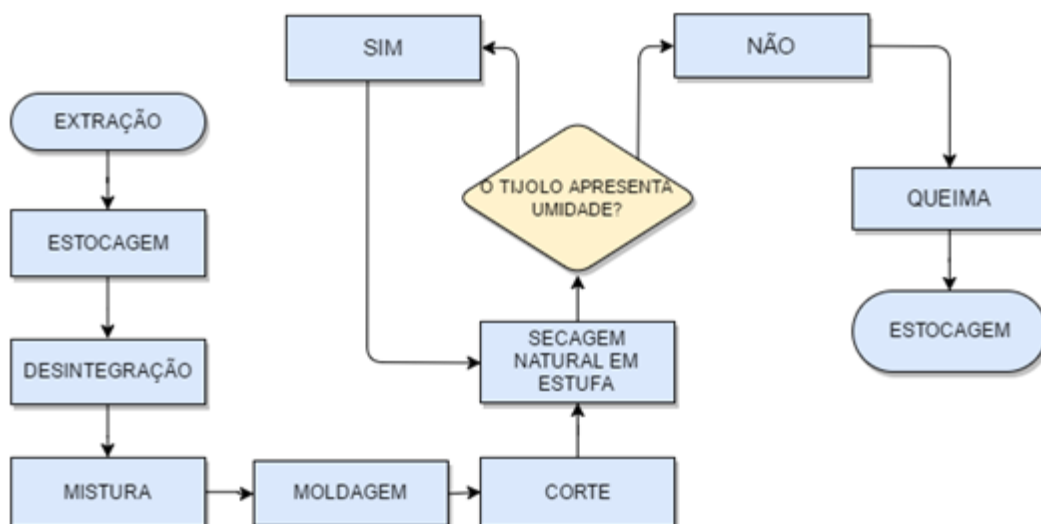 EXTRAÇÃO
ESTOCAGEM
DESINTEGRAÇÃO
MISTURA
MOLDAGEM
CORTE
SECAGEM
NATURAL EM
ESTUFA
O TIJOLO APRESENTA
UMIDADE?
SIM
NÃO
QUEIMA
ESTOCAGEM